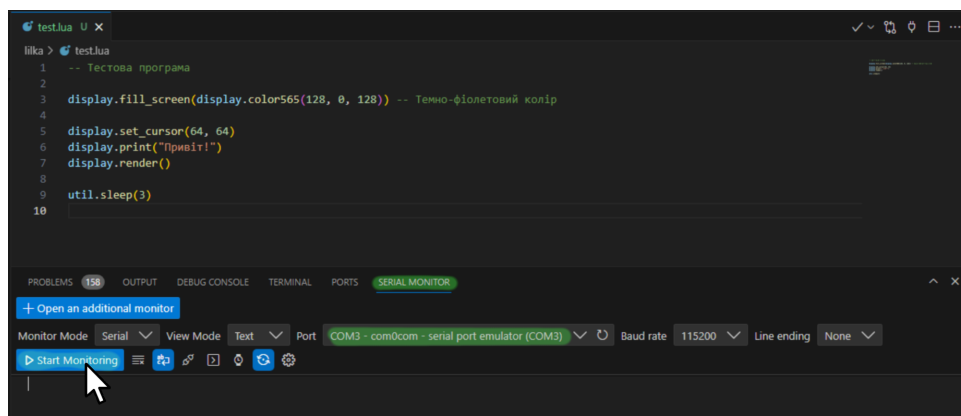 test.lua U
lilka > test.lua
1 -- Тестова програма
2
3 display.fill_screen(display.color565(128, 0, 128)) -- Темно-фіолетовий колір
4
5 display.set_cursor(64, 64)
6 display.print("Привіт!")
7 display.render()
8
9 util.sleep(3)
10
PROBLEMS 158 OUTPUT DEBUG CONSOLE TERMINAL PORTS SERIAL MONITOR
+ Open an additional monitor
Monitor Mode Serial View Mode Text Port COM3 - com0com - serial port emulator (COM3) Baud rate 115200 Line ending None
Start Monitoring